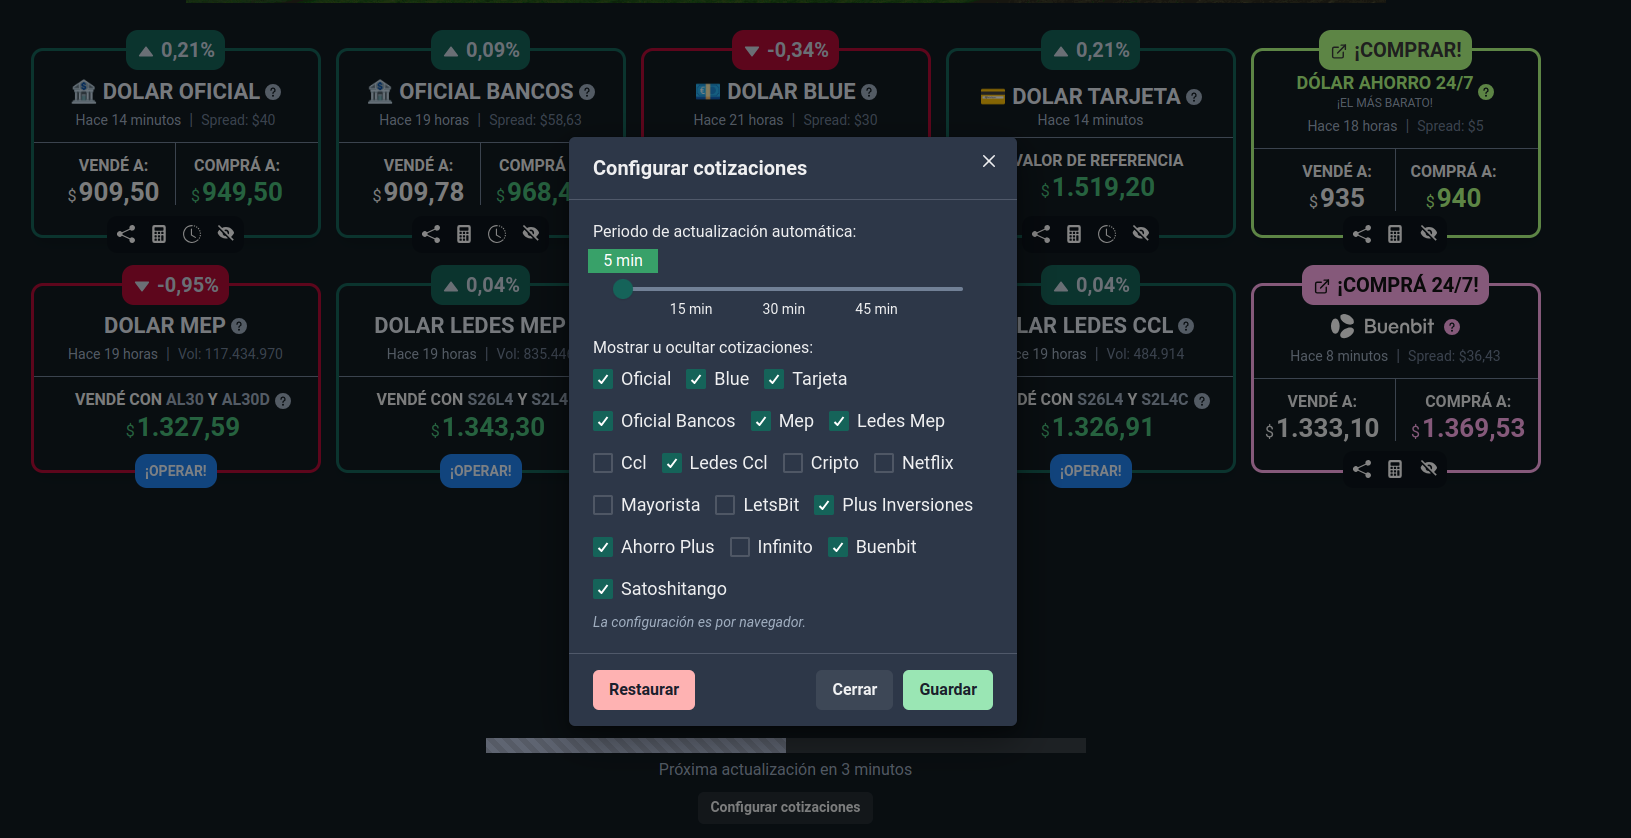 0,21%
0,09%
-0,34%
0,21%
¡COMPRAR!
DOLAR OFICIAL
Hace 14 minutos | Spread: $40
VENDÉ A: COMPRÁ A:
$909,50 $949,50
OFICIAL BANCOS
Hace 19 horas | Spread: $58,63
VENDÉ A: COMPRÁ
$909,78 $968,4
DOLAR BLUE
Hace 21 horas | Spread: $30
DOLAR TARJETA
Hace 14 minutos
VALOR DE REFERENCIA
$1.519,20
DÓLAR AHORRO 24/7
¡EL MÁS BARATO!
Hace 18 horas | Spread: $5
VENDÉ A: COMPRÁ A:
$935 $940
-0,95%
DOLAR MEP
Hace 19 horas | Vol: 117.434.970
VENDÉ CON AL30 Y AL30D
$1.327,59
¡OPERAR!
0,04%
DOLAR LEDES MEP
Hace 19 horas | Vol: 835.446
VENDÉ CON S26L4 Y S2L4
$1.343,30
¡OPERAR!
0,04%
LAR LEDES CCL
ce 19 horas | Vol: 484.914
DÉ CON S26L4 Y S2L4C
$1.326,91
¡OPERAR!
¡COMPRÁ 24/7!
Buenbit
Hace 8 minutos | Spread: $36,43
VENDÉ A: COMPRÁ A:
$1.333,10 $1.369,53
Configurar cotizaciones
Periodo de actualización automática:
5 min
15 min 30 min 45 min
Mostrar u ocultar cotizaciones:
Oficial Blue Tarjeta
Oficial Bancos Mep Ledes Mep
Ccl Ledes Ccl Cripto Netflix
Mayorista LetsBit Plus Inversiones
Ahorro Plus Infinito Buenbit
Satoshitango
La configuración es por navegador.
Restaurar Cerrar Guardar
Próxima actualización en 3 minutos
Configurar cotizaciones